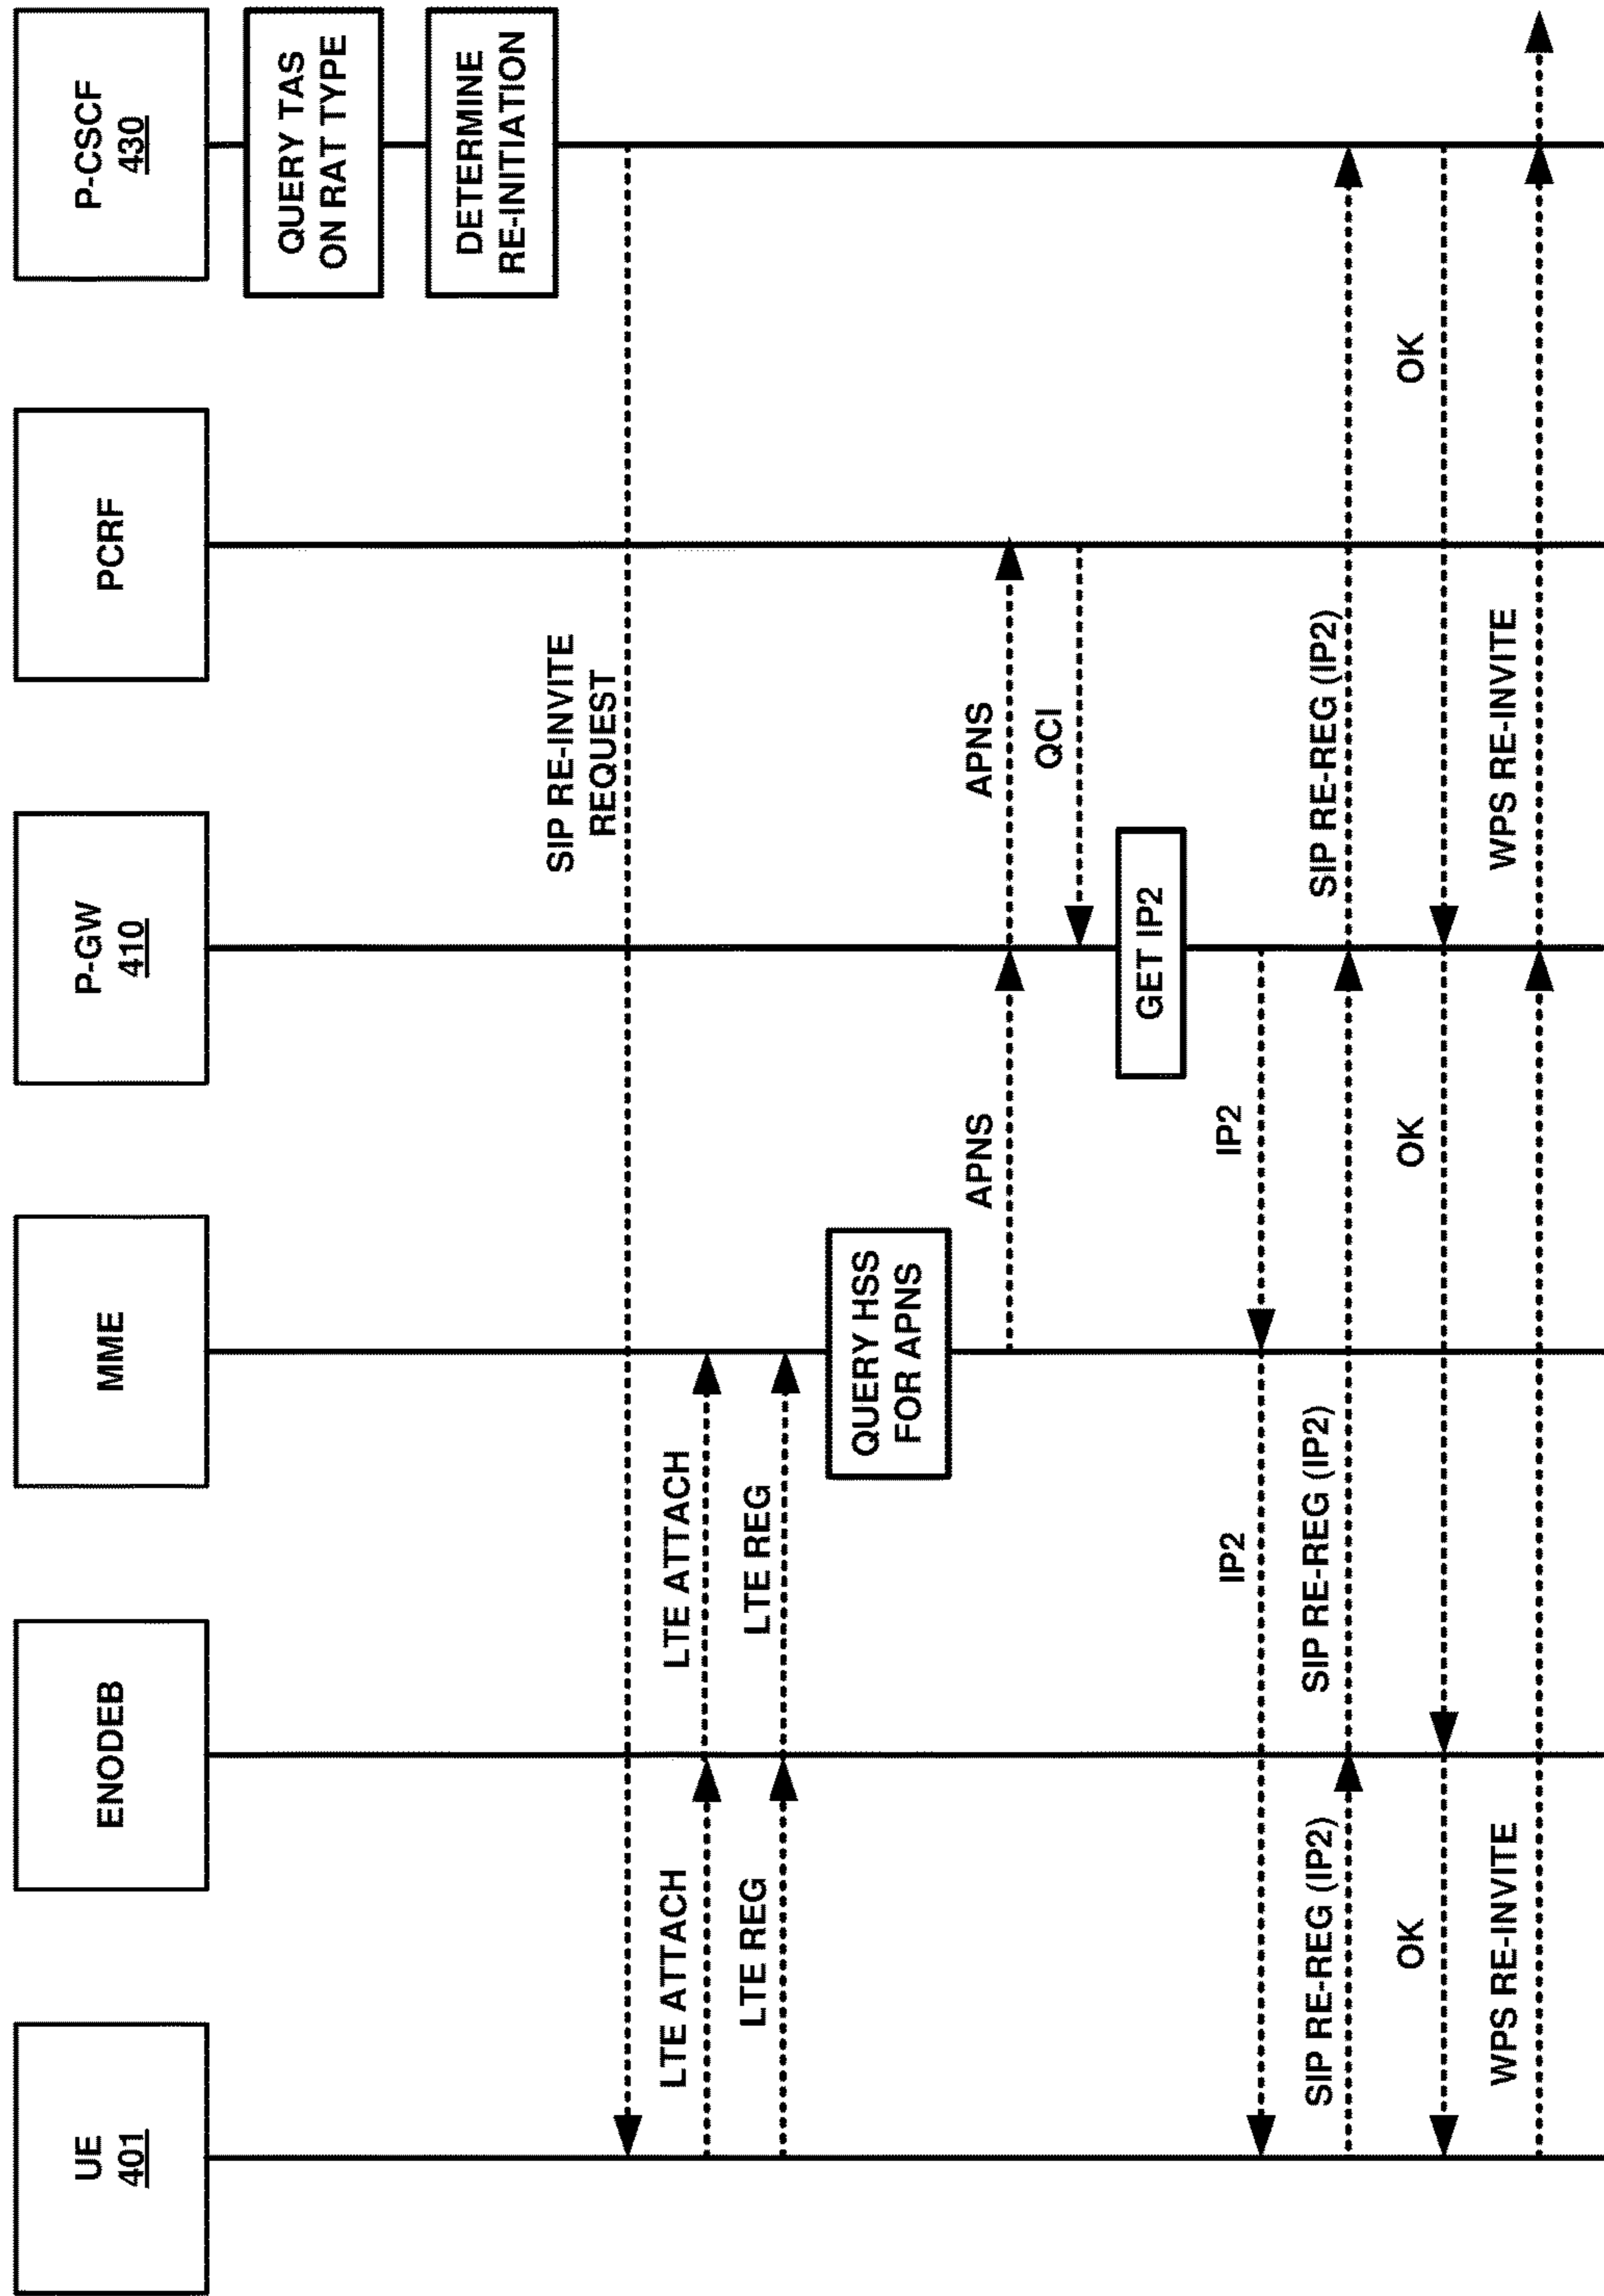 UE
401
ENODEB
MME
P-GW
410
PCRF
P-CSCF
430
QUERY TAS
ON RAT TYPE
DETERMINE
RE-INITIATION
SIP RE-INVITE
REQUEST
LTE ATTACH
LTE ATTACH
LTE REG
LTE REG
QUERY HSS
FOR APNS
APNS
APNS
QCI
GET IP2
IP2
IP2
SIP RE-REG (IP2)
SIP RE-REG (IP2)
SIP RE-REG (IP2)
OK
OK
OK
WPS RE-INVITE
WPS RE-INVITE